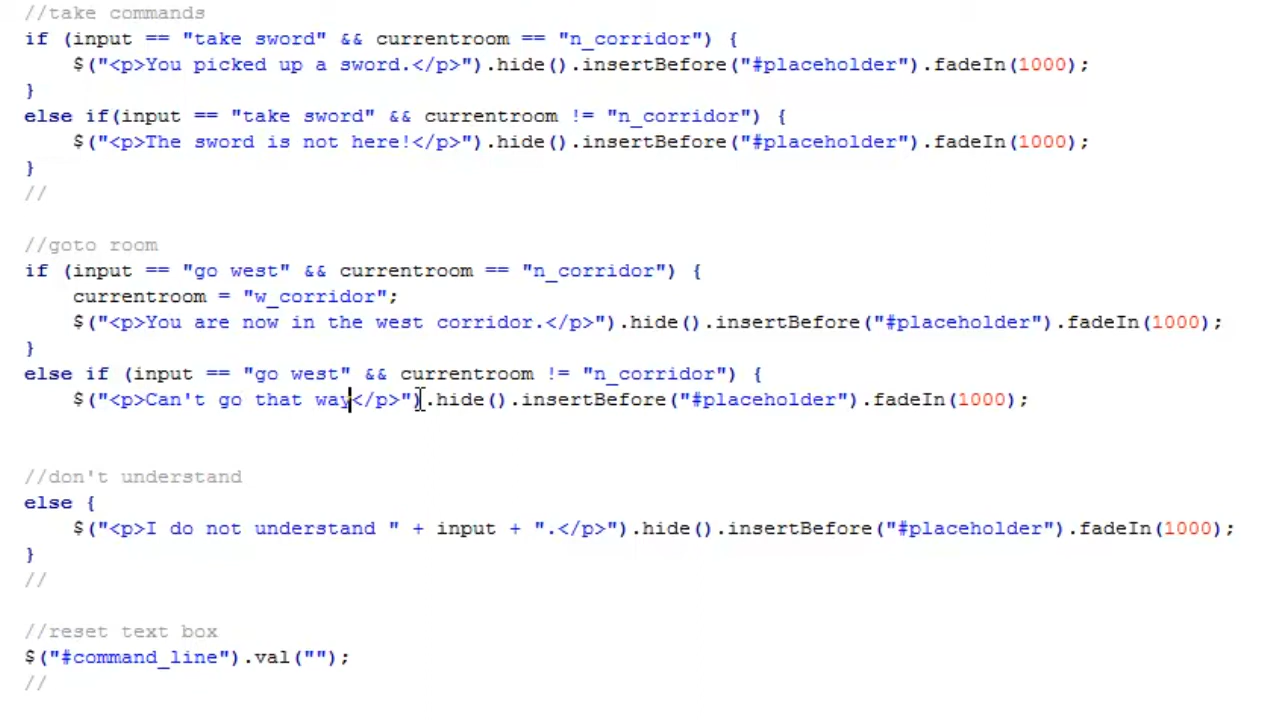 //take commands
if (input == "take sword" && currentroom == "n_corridor") {
    $("<p>You picked up a sword.</p>").hide().insertBefore("#placeholder").fadeIn(1000);
}
else if(input == "take sword" && currentroom != "n_corridor") {
    $("<p>The sword is not here!</p>").hide().insertBefore("#placeholder").fadeIn(1000);
}
//
//goto room
if (input == "go west" && currentroom == "n_corridor") {
    currentroom = "w_corridor";
    $("<p>You are now in the west corridor.</p>").hide().insertBefore("#placeholder").fadeIn(1000);
}
else if (input == "go west" && currentroom != "n_corridor") {
    $("<p>Can't go that way</p>").hide().insertBefore("#placeholder").fadeIn(1000);
//don't understand
else {
    $("<p>I do not understand " + input + ".</p>").hide().insertBefore("#placeholder").fadeIn(1000);
}
//
//reset text box
$("#command_line").val("");
//